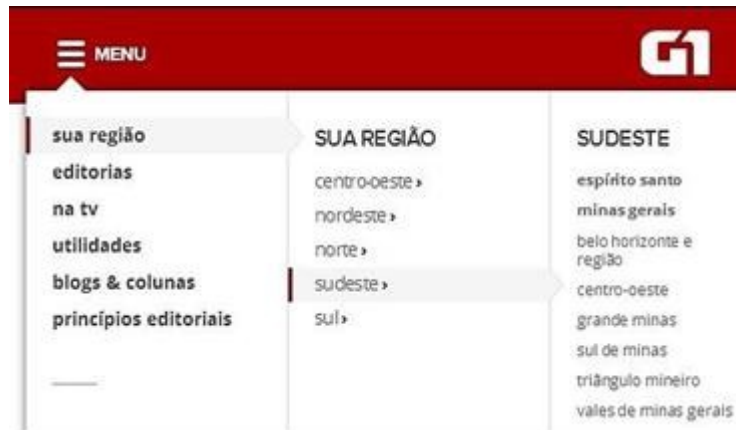 MENU
G1
sua região
editorias
na tv
utilidades
blogs & colunas
princípios editoriais
SUA REGIÃO
centro-oeste ›
nordeste ›
norte ›
sudeste ›
sul ›
SUDESTE
espírito santo
minas gerais
belo horizonte e
região
centro-oeste
grande minas
sul de minas
triângulo mineiro
vales de minas gerais